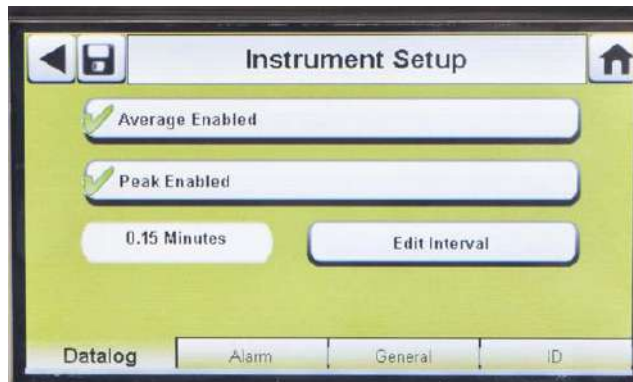 Instrument Setup
Average Enabled
Peak Enabled
0.15 Minutes
Edit Interval
Datalog
Alarm
General
ID